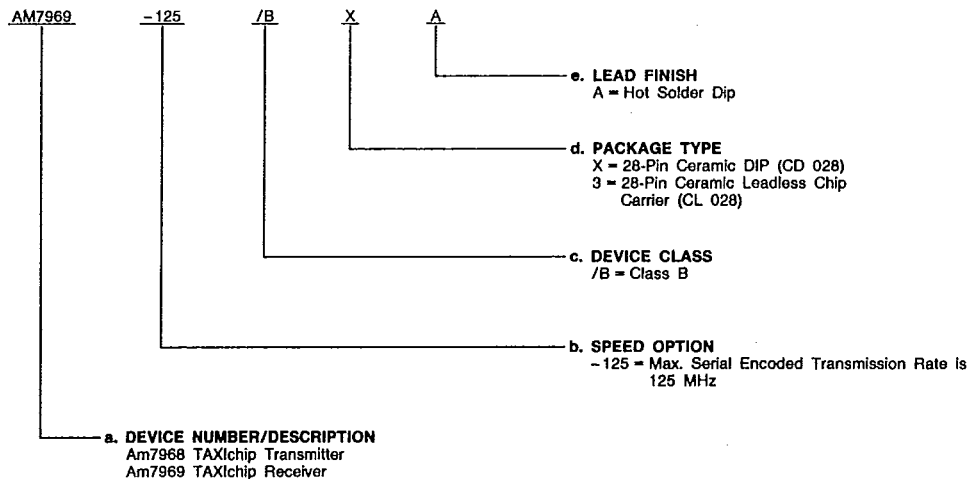 AM7969 -125 /B X A
e. LEAD FINISH
A = Hot Solder Dip
d. PACKAGE TYPE
X = 28-Pin Ceramic DIP (CD 028)
3 = 28-Pin Ceramic Leadless Chip
Carrier (CL 028)
c. DEVICE CLASS
/B = Class B
b. SPEED OPTION
-125 = Max. Serial Encoded Transmission Rate is
125 MHz
a. DEVICE NUMBER/DESCRIPTION
Am7968 TAXIchip Transmitter
Am7969 TAXIchip Receiver